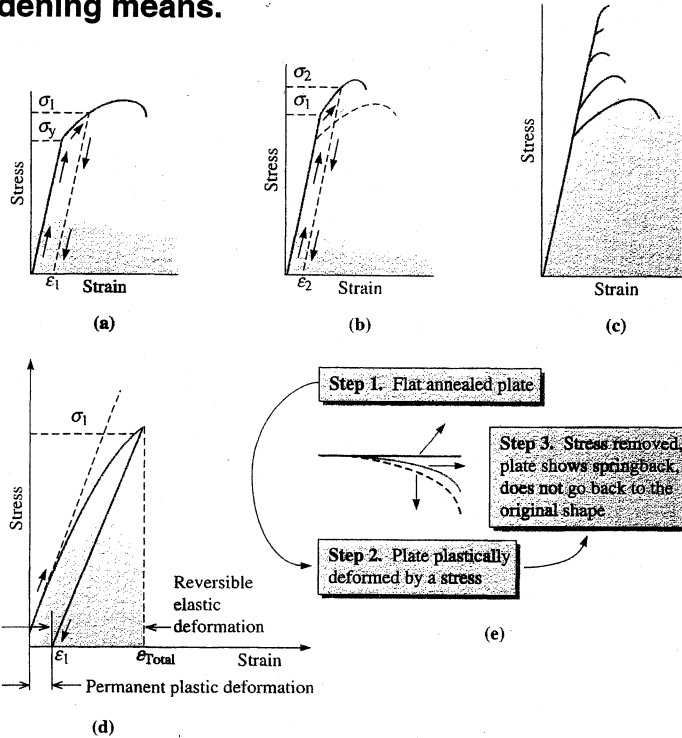 dening means.
σ1
σy
Stress
ε1
Strain
(a)
σ2
σ1
Stress
ε2
Strain
(b)
Stress
Strain
(c)
σ1
Stress
Reversible
elastic
deformation
ε1
εTotal
Strain
Permanent plastic deformation
(d)
Step 1. Flat annealed plate
Step 3. Stress removed,
plate shows springback,
does not go back to the
original shape
Step 2. Plate plastically
deformed by a stress
(e)